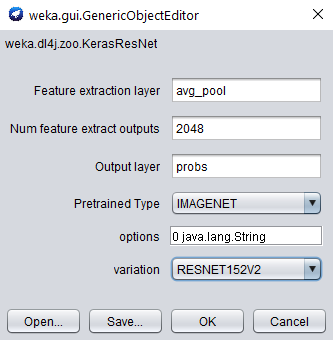 weka.gui.GenericObjectEditor
weka.dl4j.zoo.KerasResNet
Feature extraction layer avg_pool
Num feature extract outputs 2048
Output layer probs
Pretrained Type IMAGENET
options 0 java.lang.String
variation RESNET152V2
Open... Save... OK Cancel